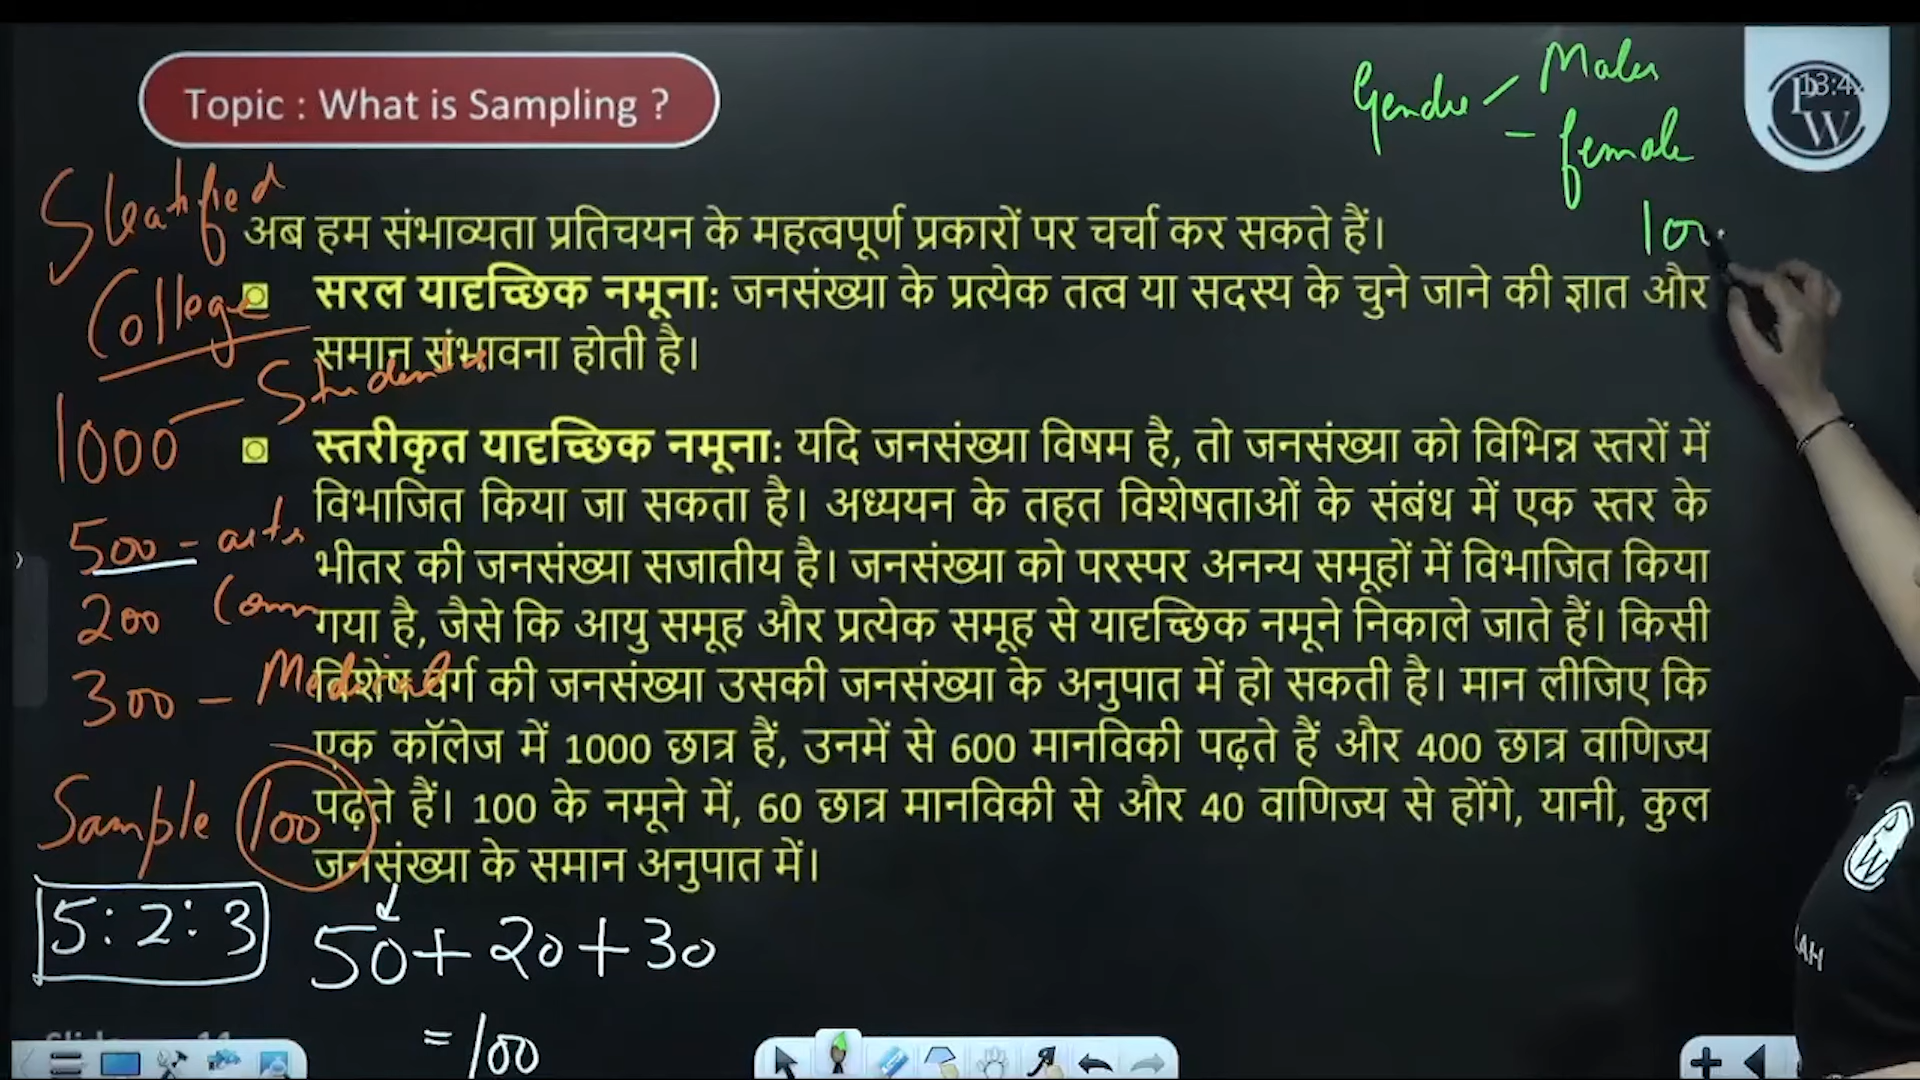 Topic : What is Sampling ?
Gender Males
- female
100
13:4
PW
Stratified
अब हम संभाव्यता प्रतिचयन के महत्वपूर्ण प्रकारों पर चर्चा कर सकते हैं।
College
सरल यादृच्छिक नमूना: जनसंख्या के प्रत्येक तत्व या सदस्य के चुने जाने की ज्ञात और
समान संभावना होती है।
1000 - Students
स्तरीकृत यादृच्छिक नमूना: यदि जनसंख्या विषम है, तो जनसंख्या को विभिन्न स्तरों में
विभाजित किया जा सकता है। अध्ययन के तहत विशेषताओं के संबंध में एक स्तर के
500 - arts
भीतर की जनसंख्या सजातीय है। जनसंख्या को परस्पर अनन्य समूहों में विभाजित किया
200 Comm
गया है, जैसे कि आयु समूह और प्रत्येक समूह से यादृच्छिक नमूने निकाले जाते हैं। किसी
300 - Medical
विशेष वर्ग की जनसंख्या उसकी जनसंख्या के अनुपात में हो सकती है। मान लीजिए कि
एक कॉलेज में 1000 छात्र हैं, उनमें से 600 मानविकी पढ़ते हैं और 400 छात्र वाणिज्य
Sample 100
पढ़ते हैं। 100 के नमूने में, 60 छात्र मानविकी से और 40 वाणिज्य से होंगे, यानी, कुल
जनसंख्या के समान अनुपात में।
5:2:3
50+20+30
=100